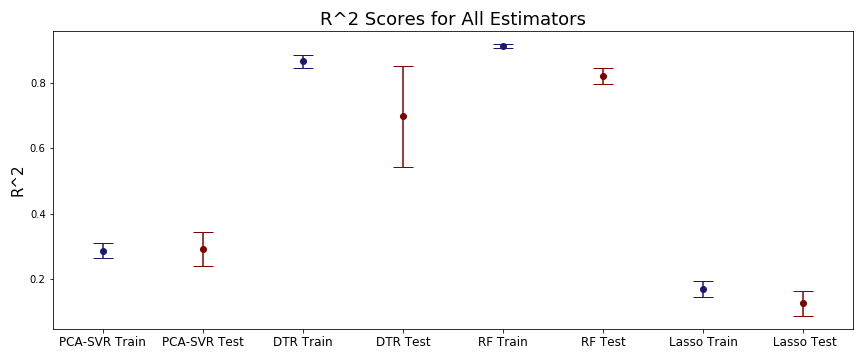 R^2 Scores for All Estimators
R^2
0.8
0.6
0.4
0.2
PCA-SVR Train
PCA-SVR Test
DTR Train
DTR Test
RF Train
RF Test
Lasso Train
Lasso Test